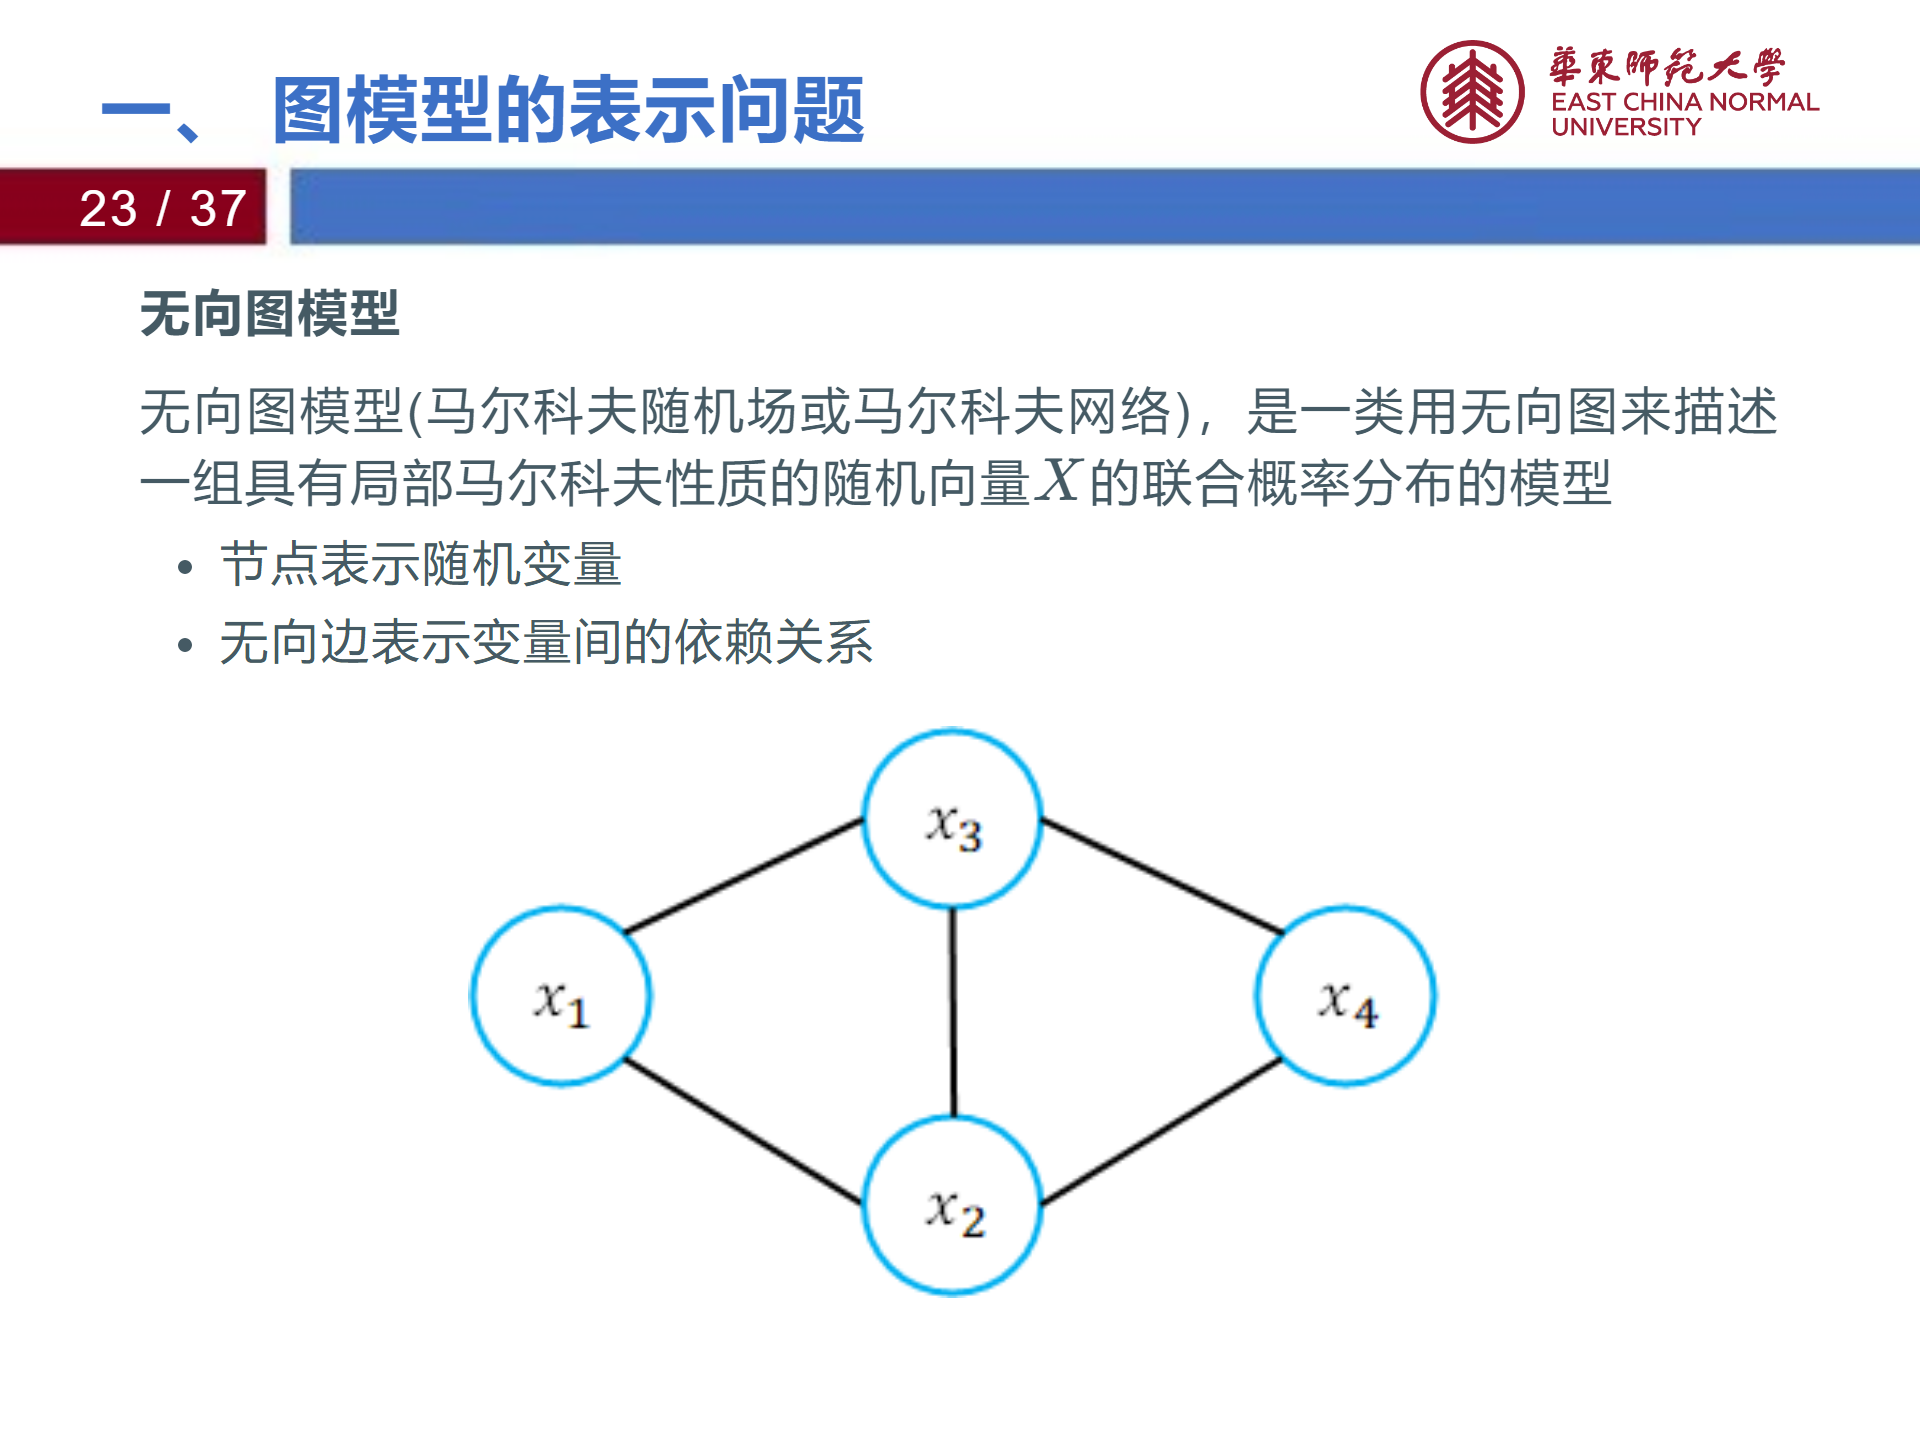 一、 图模型的表示问题
華東師範大學
EAST CHINA NORMAL
UNIVERSITY
23 / 37
无向图模型
无向图模型(马尔科夫随机场或马尔科夫网络)，是一类用无向图来描述
一组具有局部马尔科夫性质的随机向量X的联合概率分布的模型
• 节点表示随机变量
• 无向边表示变量间的依赖关系
x₃
x₁
x₄
x₂